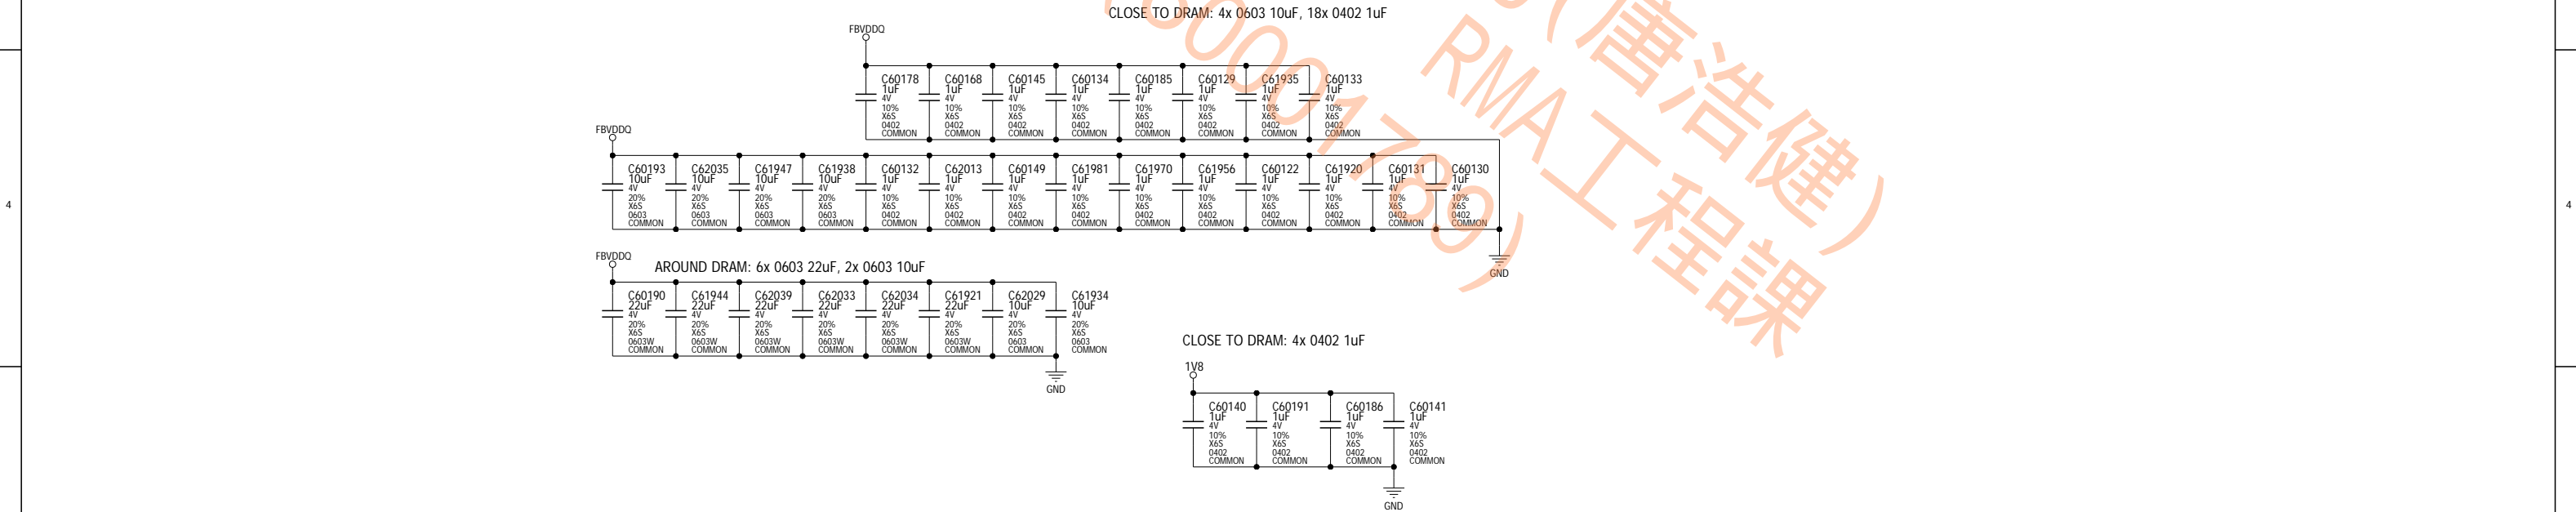 CLOSE TO DRAM: 4x 0603 10uF, 18x 0402 1uF
FBVDDQ
C60178 C60168 C60145 C60134 C60185 C60129 C61935 C60133
1uF 1uF 1uF 1uF 1uF 1uF 1uF 1uF
4V 4V 4V 4V 4V 4V 4V 4V
10% 10% 10% 10% 10% 10% 10% 10%
X6S X6S X6S X6S X6S X6S X6S X6S
0402 0402 0402 0402 0402 0402 0402 0402
COMMON COMMON COMMON COMMON COMMON COMMON COMMON COMMON
FBVDDQ
C60193 C62035 C61947 C61938 C60132 C62013 C60149 C61981 C61970 C61956 C60122 C61920 C60131 C60130
10uF 10uF 10uF 10uF 1uF 1uF 1uF 1uF 1uF 1uF 1uF 1uF 1uF 1uF
4V 4V 4V 4V 4V 4V 4V 4V 4V 4V 4V 4V 4V 4V
20% 20% 20% 20% 10% 10% 10% 10% 10% 10% 10% 10% 10% 10%
X6S X6S X6S X6S X6S X6S X6S X6S X6S X6S X6S X6S X6S X6S
0603 0603 0603 0603 0402 0402 0402 0402 0402 0402 0402 0402 0402 0402
COMMON COMMON COMMON COMMON COMMON COMMON COMMON COMMON COMMON COMMON COMMON COMMON COMMON COMMON
4 4
GND
FBVDDQ
AROUND DRAM: 6x 0603 22uF, 2x 0603 10uF
C60190 C61944 C62039 C62033 C62034 C61921 C62029 C61934
22uF 22uF 22uF 22uF 22uF 22uF 10uF 10uF
4V 4V 4V 4V 4V 4V 4V 4V
20% 20% 20% 20% 20% 20% 20% 20%
X6S X6S X6S X6S X6S X6S X6S X6S
0603W 0603W 0603W 0603W 0603W 0603W 0603 0603
COMMON COMMON COMMON COMMON COMMON COMMON COMMON COMMON
GND
CLOSE TO DRAM: 4x 0402 1uF
1V8
C60140 C60191 C60186 C60141
1uF 1uF 1uF 1uF
4V 4V 4V 4V
10% 10% 10% 10%
X6S X6S X6S X6S
0402 0402 0402 0402
COMMON COMMON COMMON COMMON
GND
(唐浩健)
RMA工程課